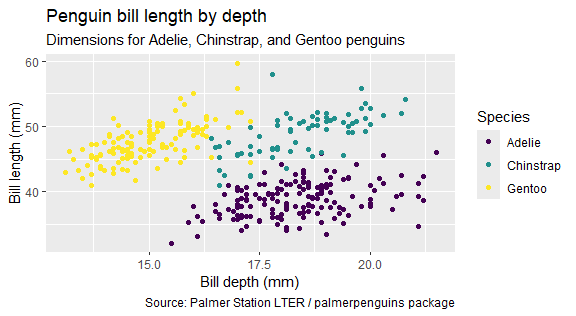 Penguin bill length by depth
Dimensions for Adelie, Chinstrap, and Gentoo penguins
60
50
40
Bill length (mm)
15.0 17.5 20.0
Bill depth (mm)
Species
Adelie
Chinstrap
Gentoo
Source: Palmer Station LTER / palmerpenguins package